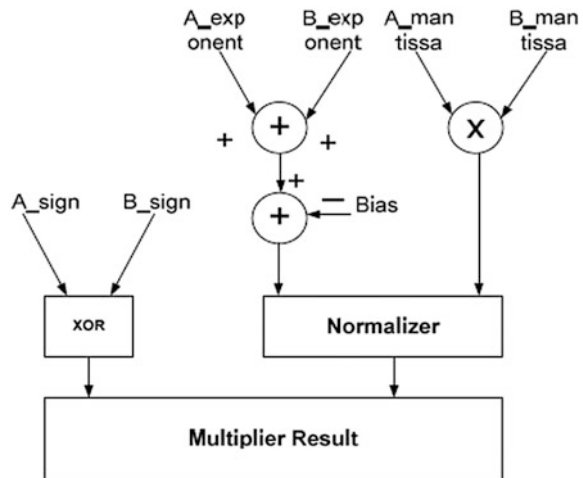 A_exp
onent
B_exp
onent
A_man
tissa
B_man
tissa
+
+
+
X
+
A_sign
B_sign
+
−
Bias
XOR
Normalizer
Multiplier Result